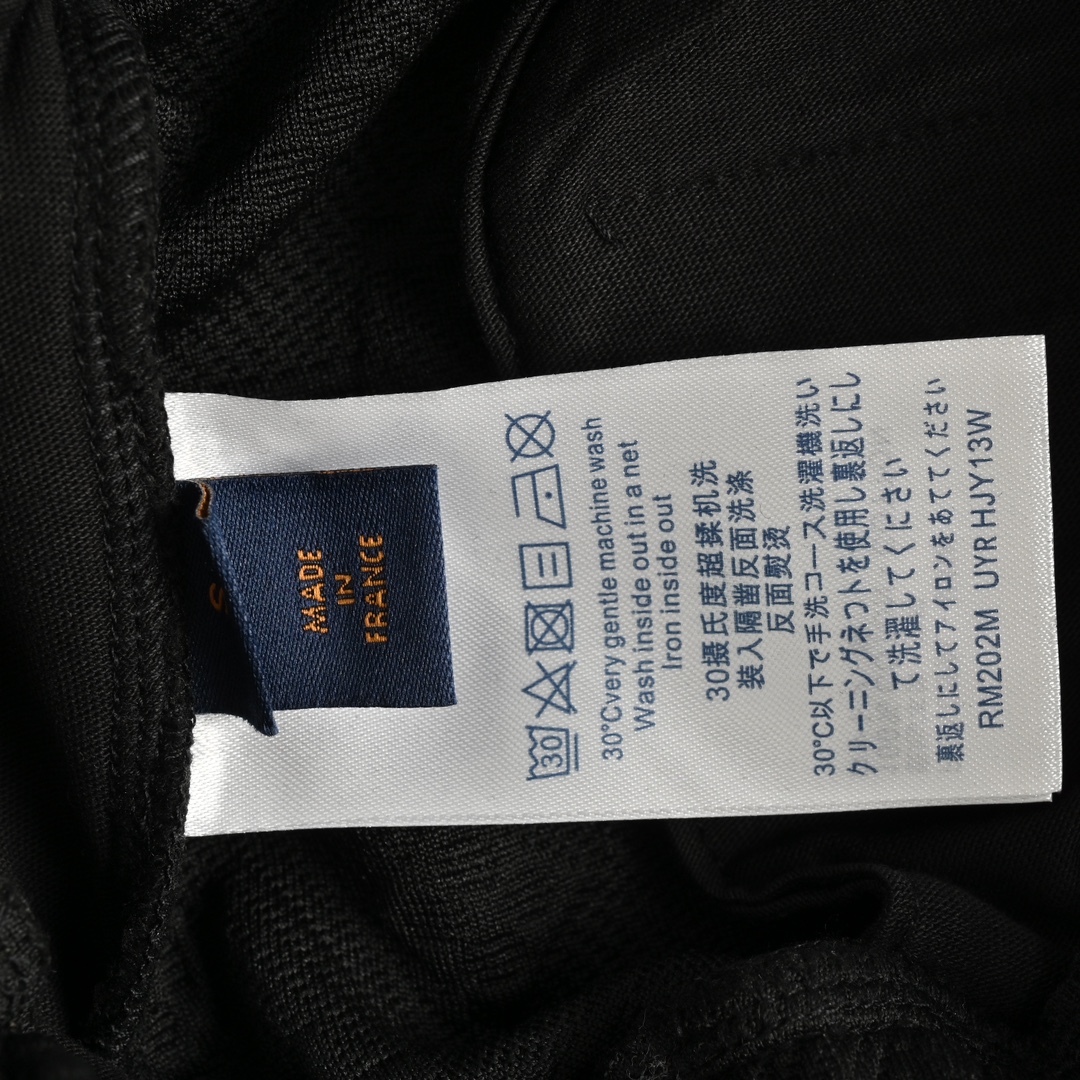 MADE
IN
FRANCE
30
30°Cvery gentle machine wash
Wash inside out in a net
Iron inside out
30摄氏度超揉机洗
装入隔凿反面洗涤
反面熨烫
30°C以下で手洗コース洗濯機洗い
クリーニングネつトを使用し裏返しにし
て洗濯してくにさい
裏返しにしてアイロンをあててください
RM202M UYR HJY13W